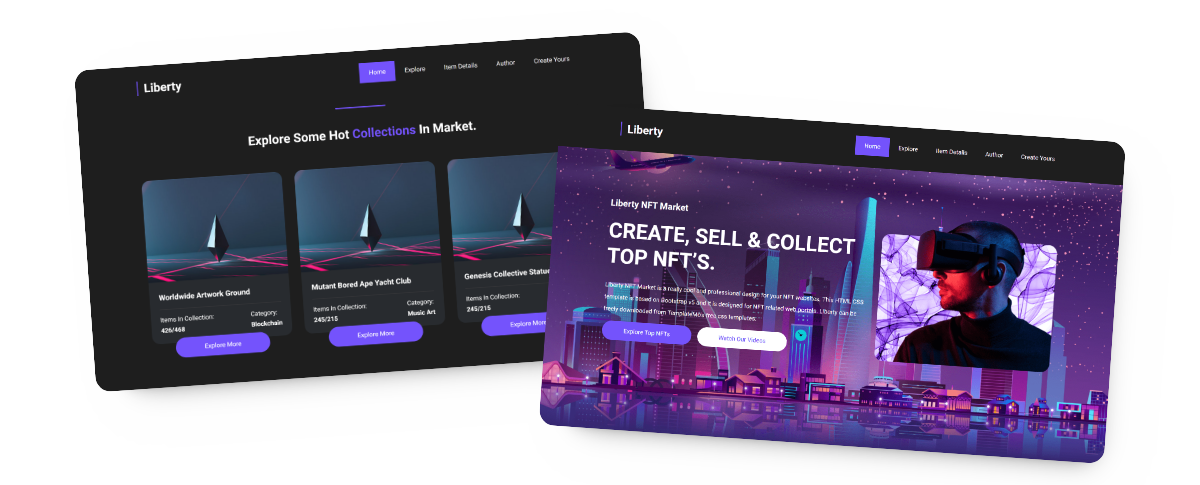 Liberty
Home
Explore
Item Details
Author
Create Yours
Explore Some Hot Collections In Market.
Worldwide Artwork Ground
Items In Collection:
426/468
Category:
Blockchain
Explore More
Mutant Bored Ape Yacht Club
Items In Collection:
245/215
Category:
Music Art
Explore More
Genesis Collective Statue
Items In Collection:
245/215
Explore More
Liberty
Home
Explore
Item Details
Author
Create Yours
Liberty NFT Market
CREATE, SELL & COLLECT
TOP NFT’S.
Liberty NFT Market is a really cool and professional design for your NFT websites. This HTML CSS
template is based on Bootstrap v5 and it is designed for NFT related web portals. Liberty can be
freely downloaded from TemplateMo's free css templates.
Explore Top NFTs
Watch Our Videos